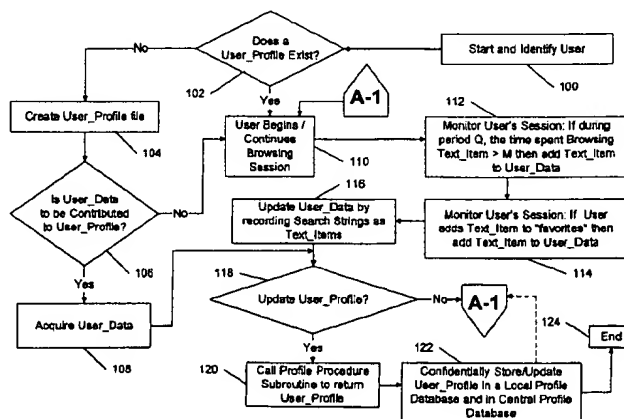 Start and Identify User
100
Does a
User_Profile Exist?
102
No
Yes
Create User_Profile file
104
A-1
User Begins /
Continues
Browsing
Session
110
112
Monitor User's Session: If during
period Q, the time spent Browsing
Text_Item > M then add Text_Item
to User_Data
Is
User_Data
to be Contributed
to User_Profile?
106
No
Yes
Monitor User's Session: If User
adds Text_Item to "favorites" then
add Text_Item to User_Data
114
116
Update User_Data by
recording Search Strings as
Text_Items
Acquire User_Data
108
118
Update User_Profile?
No
A-1
Yes
120
Call Profile Procedure
Subroutine to return
User_Profile
122
Confidentially Store/Update
User_Profile in a Local Profile
Database and in Central Profile
Database
124
End